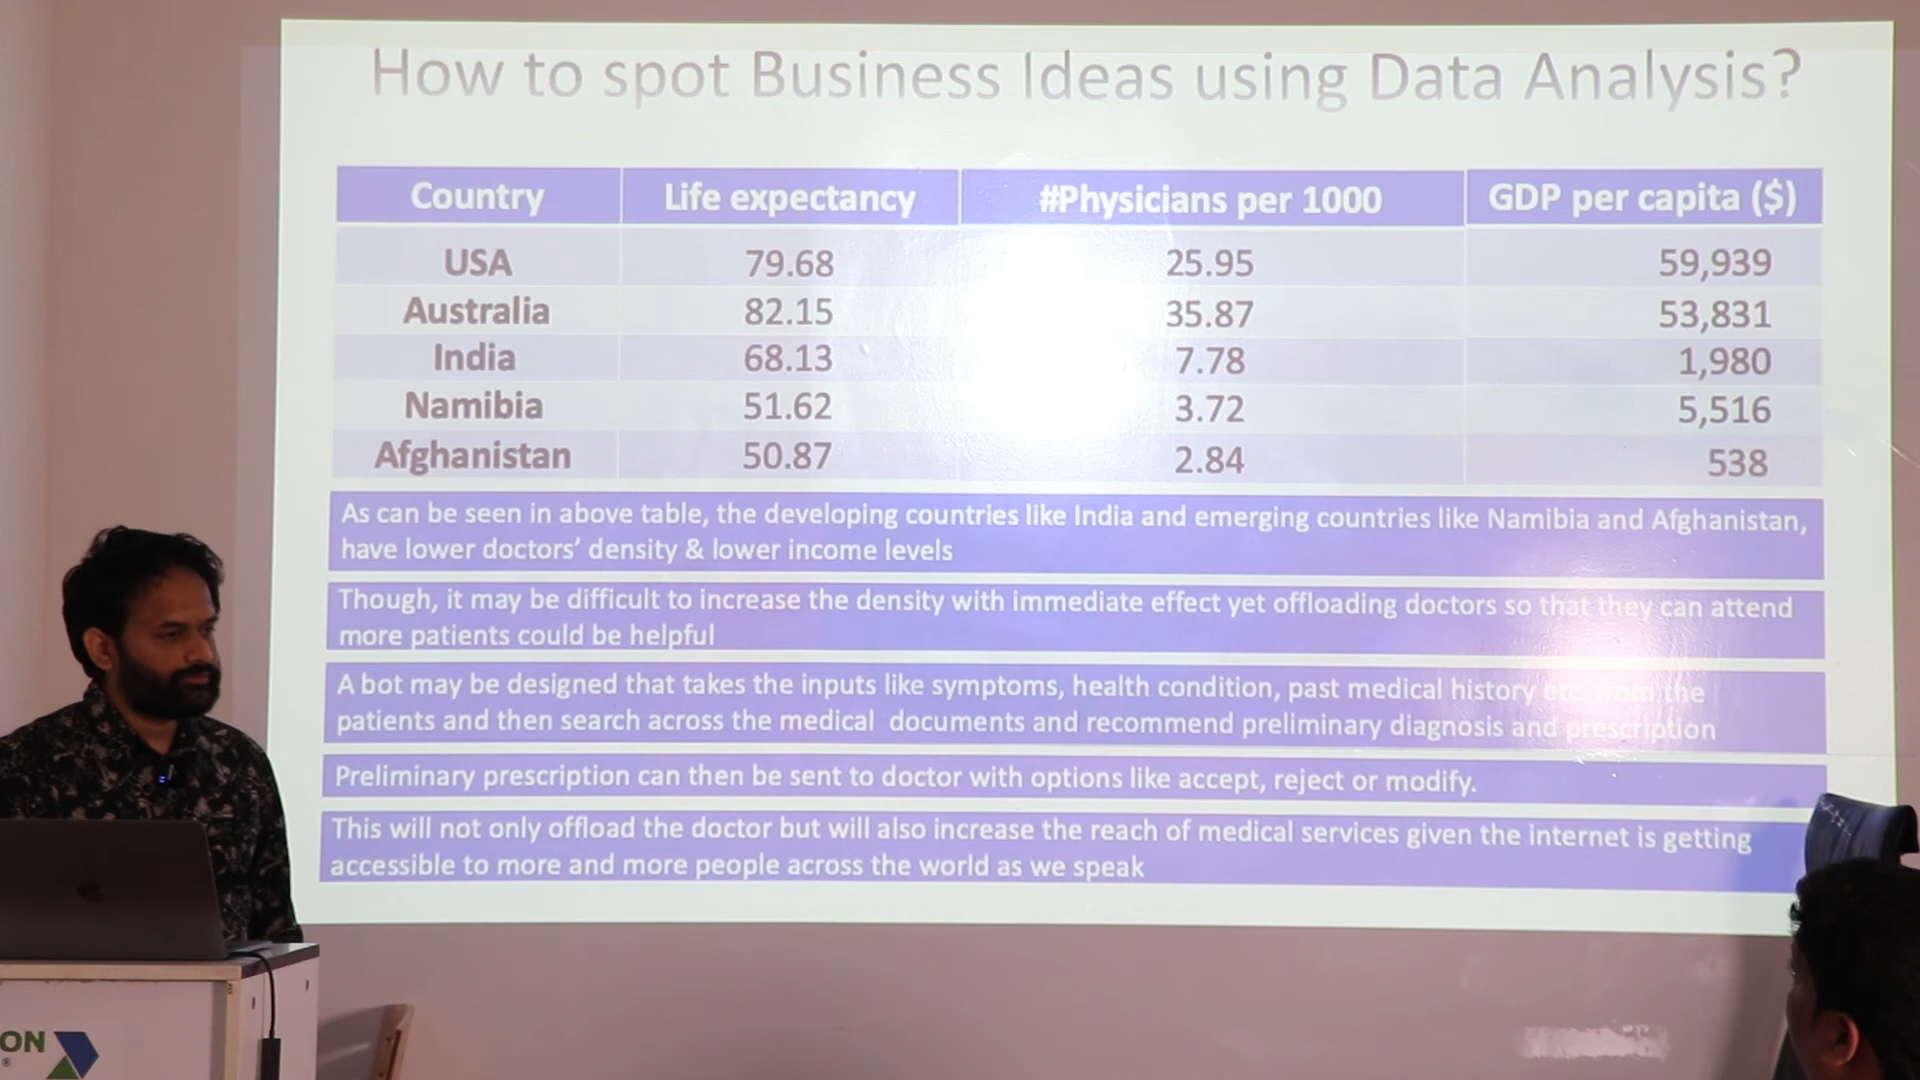 How to spot Business Ideas using Data Analysis?
Country Life expectancy #Physicians per 1000 GDP per capita ($)
USA 79.68 25.95 59,939
Australia 82.15 35.87 53,831
India 68.13 7.78 1,980
Namibia 51.62 3.72 5,516
Afghanistan 50.87 2.84 538
As can be seen in above table, the developing countries like India and emerging countries like Namibia and Afghanistan,
have lower doctors' density & lower income levels
Though, it may be difficult to increase the density with immediate effect yet offloading doctors so that they can attend
more patients could be helpful
A bot may be designed that takes the inputs like symptoms, health condition, past medical history etc. from the
patients and then search across the medical documents and recommend preliminary diagnosis and prescription
Preliminary prescription can then be sent to doctor with options like accept, reject or modify.
This will not only offload the doctor but will also increase the reach of medical services given the internet is getting
accessible to more and more people across the world as we speak
ON
®